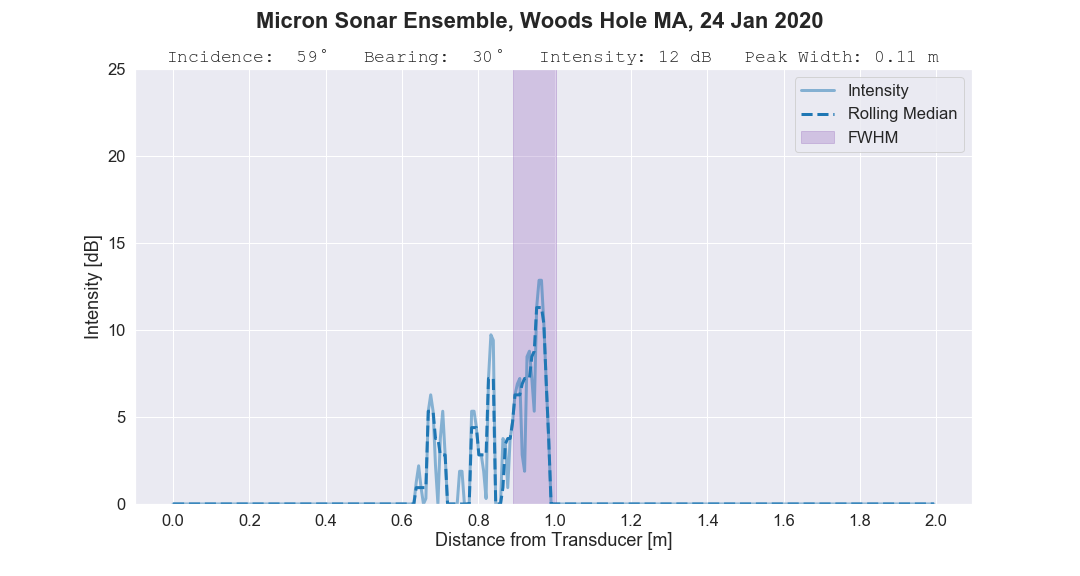 Micron Sonar Ensemble, Woods Hole MA, 24 Jan 2020
Incidence:  59°   Bearing:  30°   Intensity: 12 dB   Peak Width: 0.11 m
25
20
15
10
5
0
Intensity [dB]
Intensity
Rolling Median
FWHM
0.0 0.2 0.4 0.6 0.8 1.0 1.2 1.4 1.6 1.8 2.0
Distance from Transducer [m]